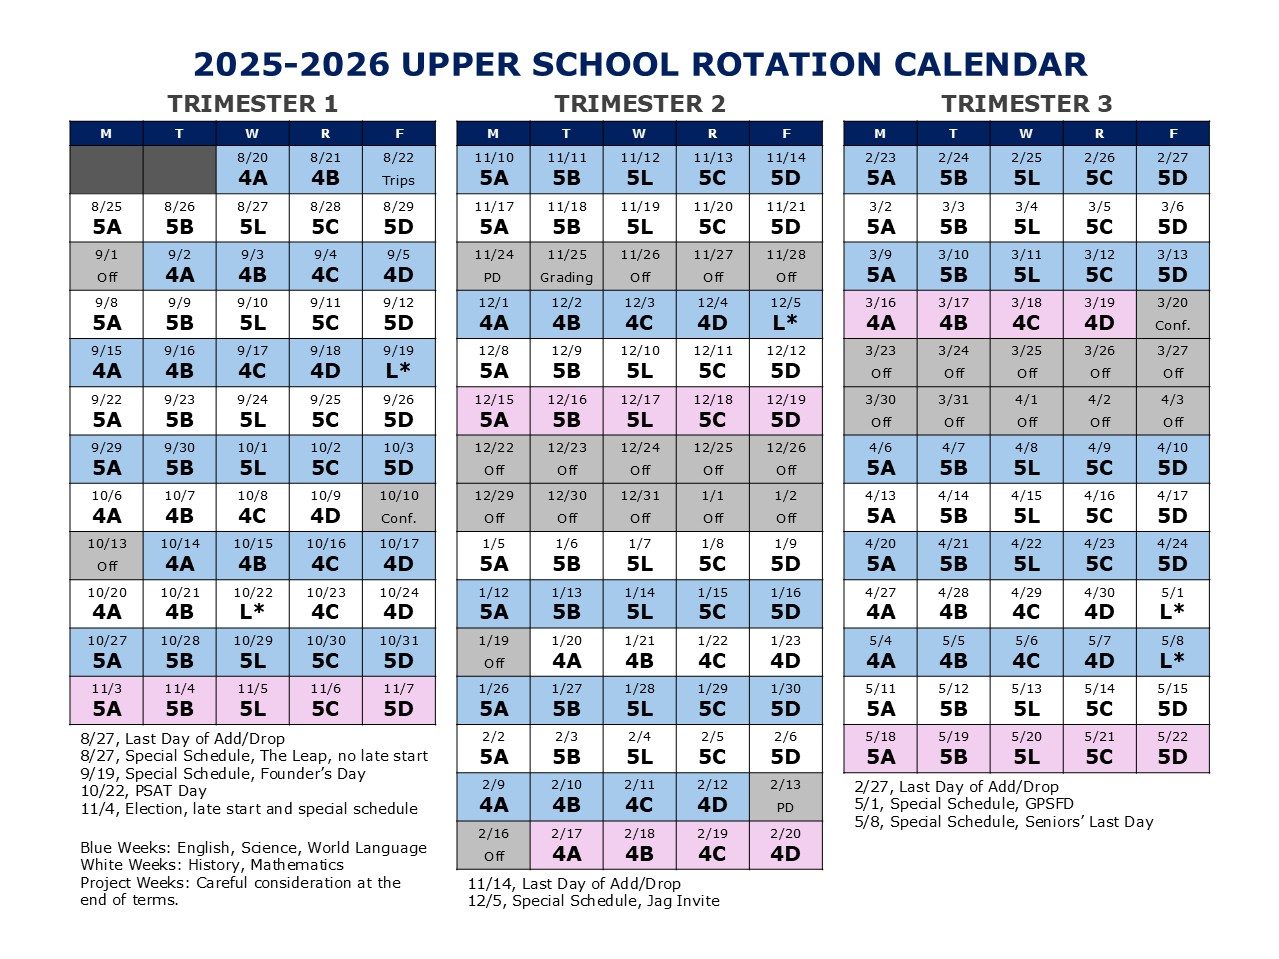 2025-2026 UPPER SCHOOL ROTATION CALENDAR
TRIMESTER 1
M T W R F
8/20 8/21 8/22
4A 4B Trips
8/25 8/26 8/27 8/28 8/29
5A 5B 5L 5C 5D
9/1 9/2 9/3 9/4 9/5
Off 4A 4B 4C 4D
9/8 9/9 9/10 9/11 9/12
5A 5B 5L 5C 5D
9/15 9/16 9/17 9/18 9/19
4A 4B 4C 4D L*
9/22 9/23 9/24 9/25 9/26
5A 5B 5L 5C 5D
9/29 9/30 10/1 10/2 10/3
5A 5B 5L 5C 5D
10/6 10/7 10/8 10/9 10/10
4A 4B 4C 4D Conf.
10/13 10/14 10/15 10/16 10/17
Off 4A 4B 4C 4D
10/20 10/21 10/22 10/23 10/24
4A 4B L* 4C 4D
10/27 10/28 10/29 10/30 10/31
5A 5B 5L 5C 5D
11/3 11/4 11/5 11/6 11/7
5A 5B 5L 5C 5D
8/27, Last Day of Add/Drop
8/27, Special Schedule, The Leap, no late start
9/19, Special Schedule, Founder’s Day
10/22, PSAT Day
11/4, Election, late start and special schedule
Blue Weeks: English, Science, World Language
White Weeks: History, Mathematics
Project Weeks: Careful consideration at the
end of terms.
TRIMESTER 2
M T W R F
11/10 11/11 11/12 11/13 11/14
5A 5B 5L 5C 5D
11/17 11/18 11/19 11/20 11/21
5A 5B 5L 5C 5D
11/24 11/25 11/26 11/27 11/28
PD Grading Off Off Off
12/1 12/2 12/3 12/4 12/5
4A 4B 4C 4D L*
12/8 12/9 12/10 12/11 12/12
5A 5B 5L 5C 5D
12/15 12/16 12/17 12/18 12/19
5A 5B 5L 5C 5D
12/22 12/23 12/24 12/25 12/26
Off Off Off Off Off
12/29 12/30 12/31 1/1 1/2
Off Off Off Off Off
1/5 1/6 1/7 1/8 1/9
5A 5B 5L 5C 5D
1/12 1/13 1/14 1/15 1/16
5A 5B 5L 5C 5D
1/19 1/20 1/21 1/22 1/23
Off 4A 4B 4C 4D
1/26 1/27 1/28 1/29 1/30
5A 5B 5L 5C 5D
2/2 2/3 2/4 2/5 2/6
5A 5B 5L 5C 5D
2/9 2/10 2/11 2/12 2/13
4A 4B 4C 4D PD
2/16 2/17 2/18 2/19 2/20
Off 4A 4B 4C 4D
11/14, Last Day of Add/Drop
12/5, Special Schedule, Jag Invite
TRIMESTER 3
M T W R F
2/23 2/24 2/25 2/26 2/27
5A 5B 5L 5C 5D
3/2 3/3 3/4 3/5 3/6
5A 5B 5L 5C 5D
3/9 3/10 3/11 3/12 3/13
5A 5B 5L 5C 5D
3/16 3/17 3/18 3/19 3/20
4A 4B 4C 4D Conf.
3/23 3/24 3/25 3/26 3/27
Off Off Off Off Off
3/30 3/31 4/1 4/2 4/3
Off Off Off Off Off
4/6 4/7 4/8 4/9 4/10
5A 5B 5L 5C 5D
4/13 4/14 4/15 4/16 4/17
5A 5B 5L 5C 5D
4/20 4/21 4/22 4/23 4/24
5A 5B 5L 5C 5D
4/27 4/28 4/29 4/30 5/1
4A 4B 4C 4D L*
5/4 5/5 5/6 5/7 5/8
4A 4B 4C 4D L*
5/11 5/12 5/13 5/14 5/15
5A 5B 5L 5C 5D
5/18 5/19 5/20 5/21 5/22
5A 5B 5L 5C 5D
2/27, Last Day of Add/Drop
5/1, Special Schedule, GPSFD
5/8, Special Schedule, Seniors’ Last Day